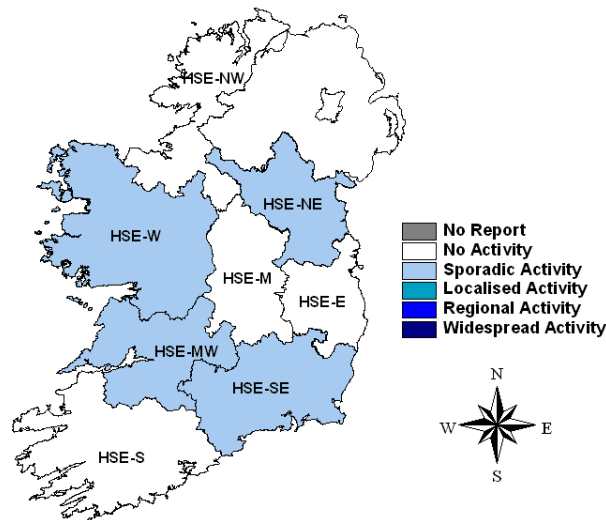 HSE-NW
HSE-NE
HSE-W
HSE-M
HSE-E
HSE-MW
HSE-SE
HSE-S
No Report
No Activity
Sporadic Activity
Localised Activity
Regional Activity
Widespread Activity
N
W E
S